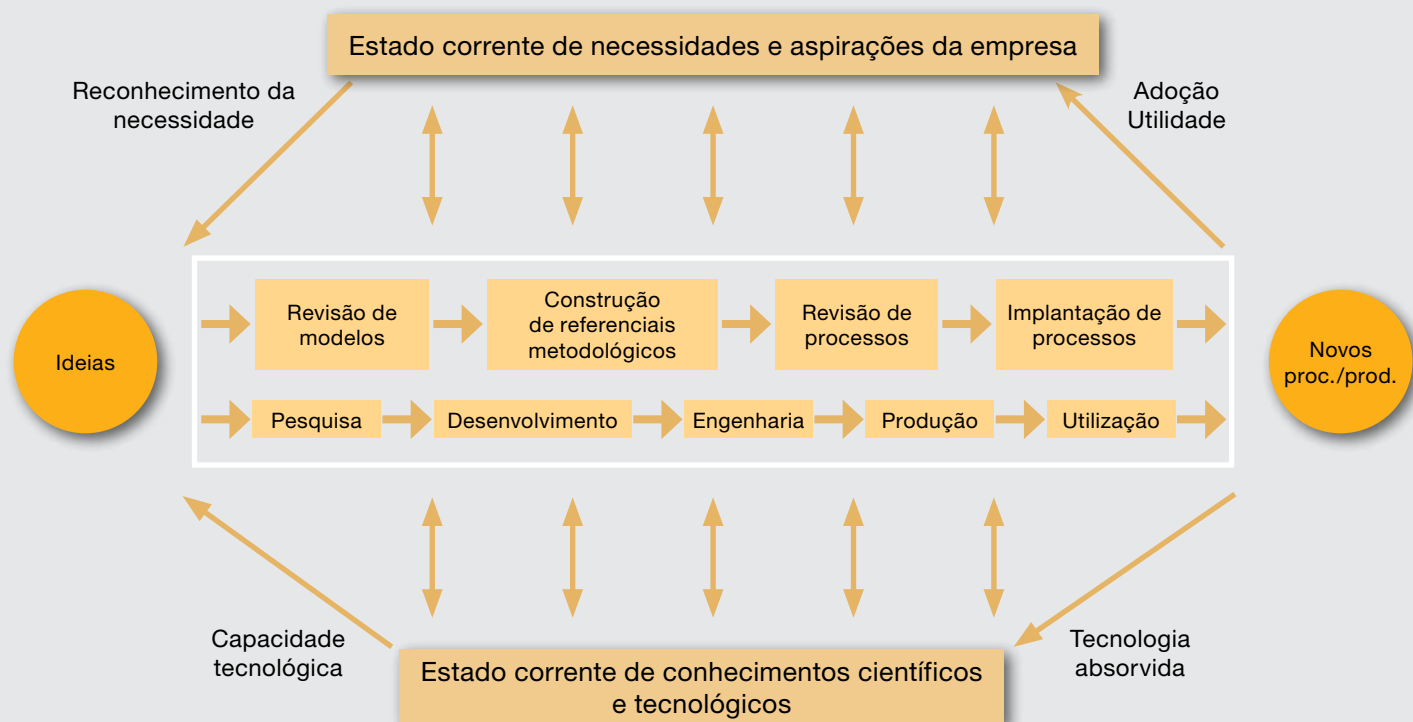 Estado corrente de necessidades e aspirações da empresa
Reconhecimento da
necessidade
Adoção
Utilidade
Ideias
Revisão de
modelos
Construção
de referenciais
metodológicos
Revisão de
processos
Implantação de
processos
Novos
proc./prod.
Pesquisa
Desenvolvimento
Engenharia
Produção
Utilização
Capacidade
tecnológica
Tecnologia
absorvida
Estado corrente de conhecimentos científicos
e tecnológicos